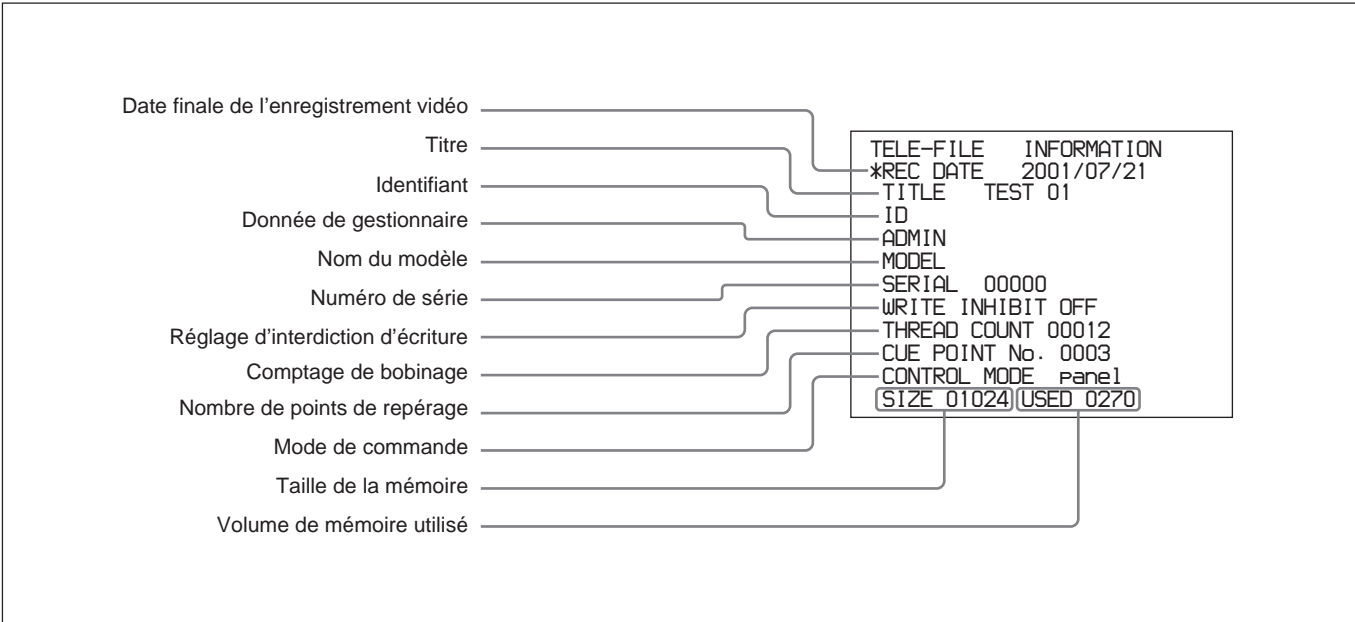 Date finale de l’enregistrement vidéo
Titre
Identifiant
Donnée de gestionnaire
Nom du modèle
Numéro de série
Réglage d’interdiction d’écriture
Comptage de bobinage
Nombre de points de repérage
Mode de commande
Taille de la mémoire
Volume de mémoire utilisé
TELE-FILE INFORMATION
*REC DATE 2001/07/21
TITLE TEST 01
ID
ADMIN
MODEL
SERIAL 00000
WRITE INHIBIT OFF
THREAD COUNT 00012
CUE POINT No. 0003
CONTROL MODE panel
SIZE 01024 USED 0270